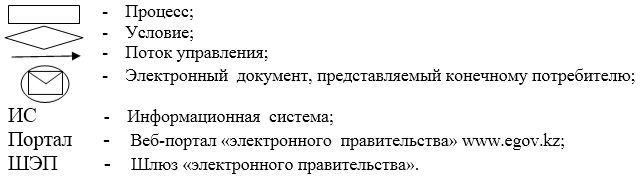 - Процесс;
- Условие;
- Поток управления;
- Электронный документ, представляемый конечному потребителю;
ИС - Информационная система;
Портал - Веб-портал «электронного правительства» www.egov.kz;
ШЭП - Шлюз «электронного правительства».